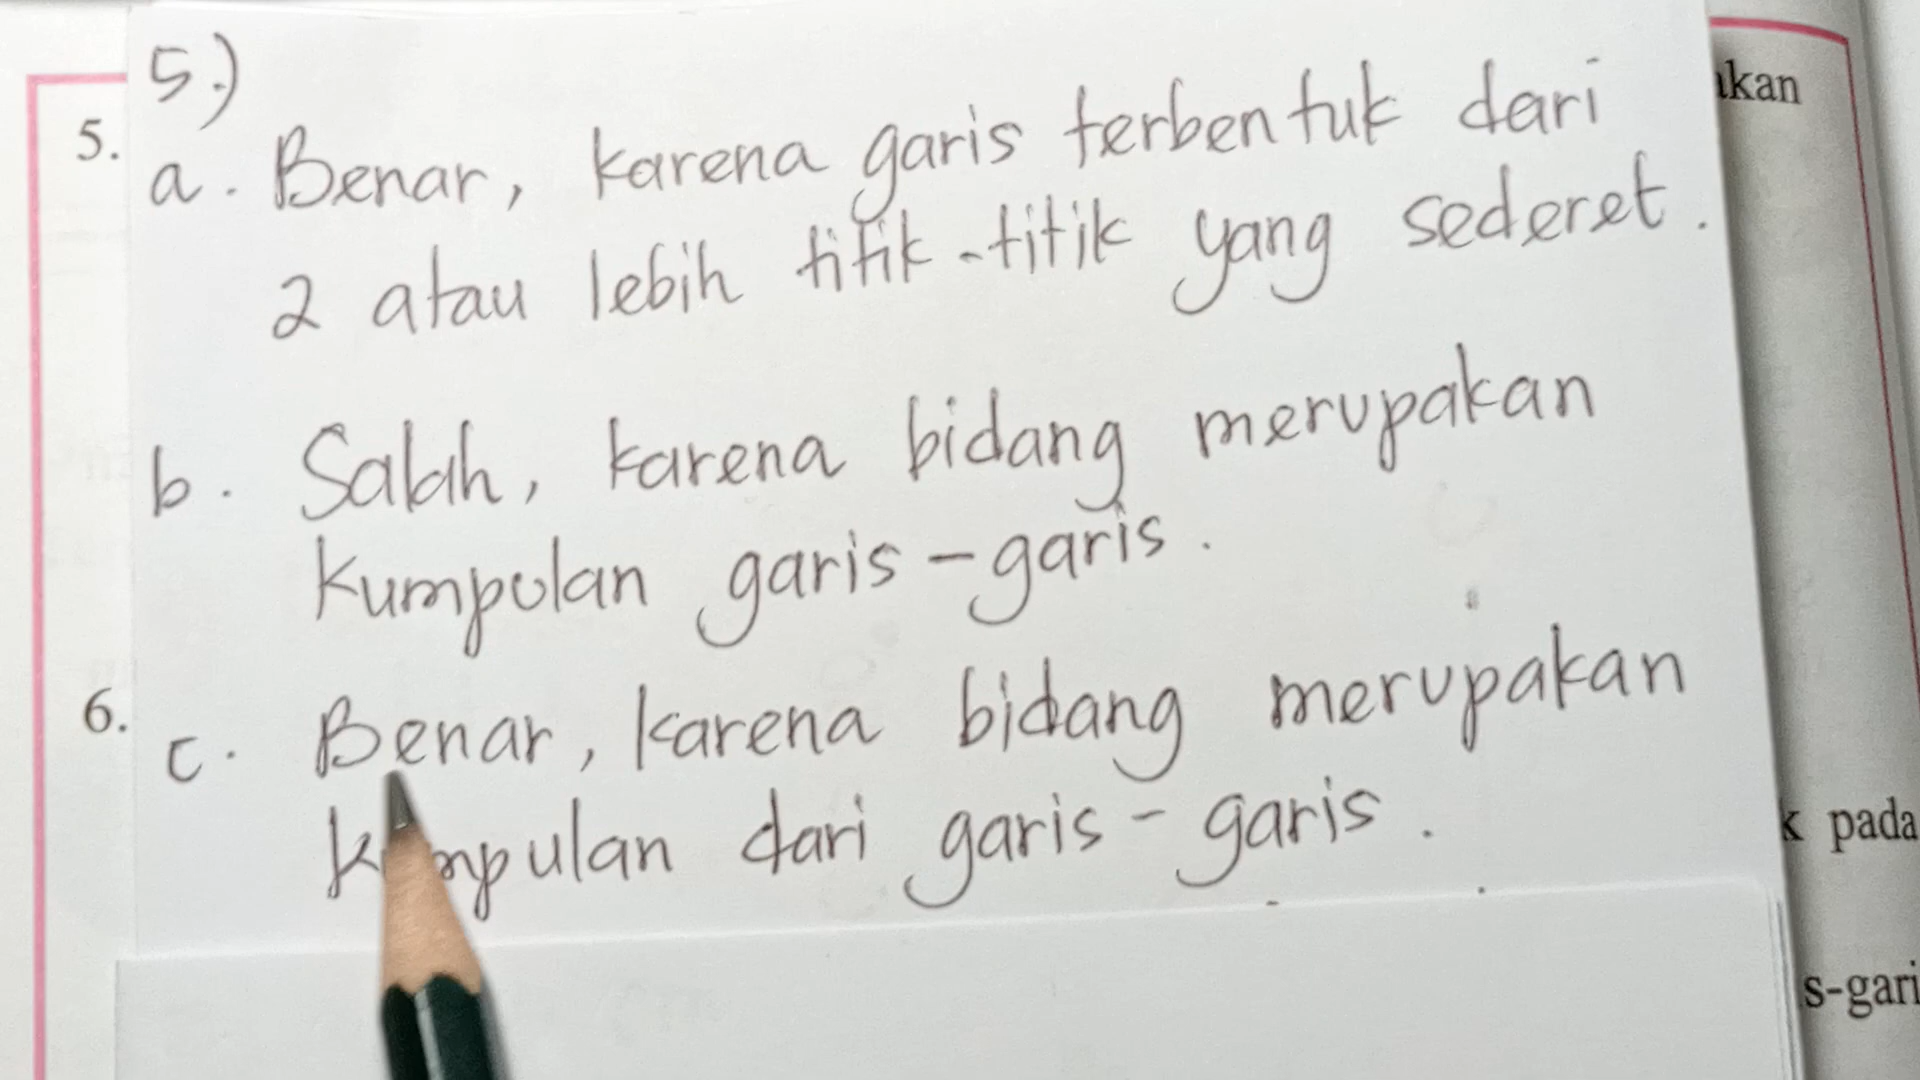 5.)
5.
a. Benar, karena garis terbentuk dari
2 atau lebih titik-titik yang sederet.
b. Salah, karena bidang merupakan
kumpulan garis-garis.
6.
c. Benar, karena bidang merupakan
kumpulan dari garis-garis.
kan
k pada
s-gari